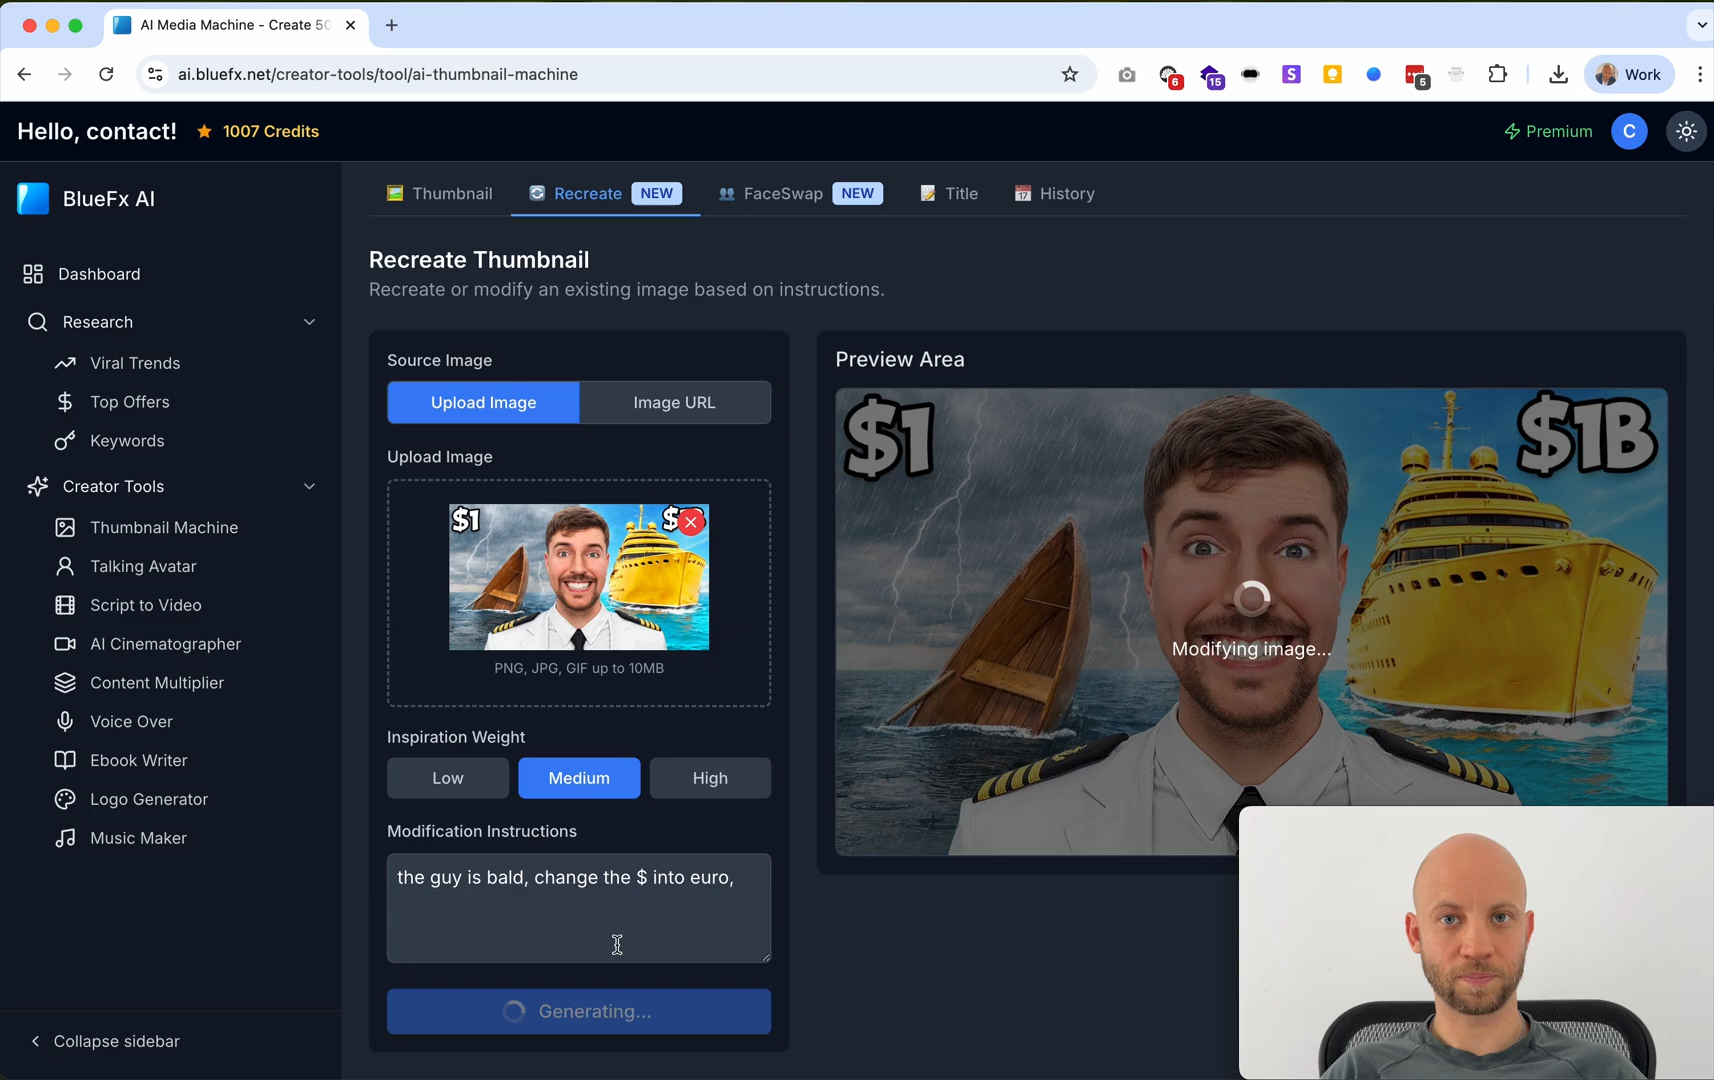 AI Media Machine - Create 50
ai.bluefx.net/creator-tools/tool/ai-thumbnail-machine
6
15
S
5
Work
Hello, contact!
1007 Credits
Premium
C
BlueFx AI
Thumbnail
Recreate
NEW
FaceSwap
NEW
Title
17
History
Dashboard
Research
Viral Trends
Top Offers
Keywords
Creator Tools
Thumbnail Machine
Talking Avatar
Script to Video
AI Cinematographer
Content Multiplier
Voice Over
Ebook Writer
Logo Generator
Music Maker
Collapse sidebar
Recreate Thumbnail
Recreate or modify an existing image based on instructions.
Source Image
Upload Image
Image URL
Upload Image
$1
$
PNG, JPG, GIF up to 10MB
Inspiration Weight
Low
Medium
High
Modification Instructions
the guy is bald, change the $ into euro,
Generating...
Preview Area
$1
$1B
Modifying image...